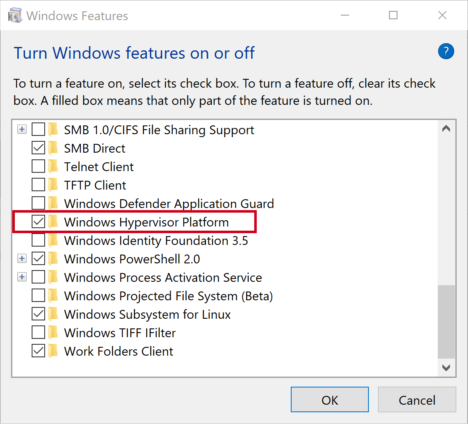 Windows Features
Turn Windows features on or off
?
To turn a feature on, select its check box. To turn a feature off, clear its check
box. A filled box means that only part of the feature is turned on.
SMB 1.0/CIFS File Sharing Support
SMB Direct
Telnet Client
TFTP Client
Windows Defender Application Guard
Windows Hypervisor Platform
Windows Identity Foundation 3.5
Windows PowerShell 2.0
Windows Process Activation Service
Windows Projected File System (Beta)
Windows Subsystem for Linux
Windows TIFF IFilter
Work Folders Client
OK
Cancel